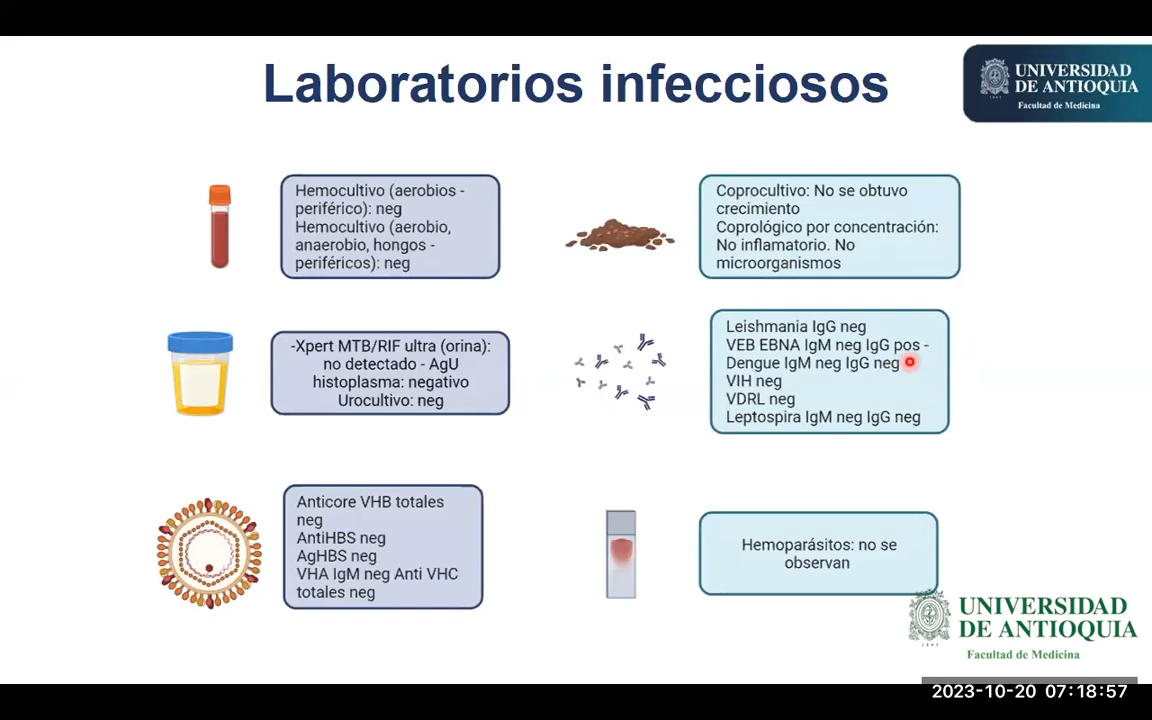 Laboratorios infecciosos
UNIVERSIDAD
DE ANTIOQUIA
Facultad de Medicina
Hemocultivo (aerobios -
periférico): neg
Hemocultivo (aerobio,
anaerobio, hongos -
periféricos): neg
Coprocultivo: No se obtuvo
crecimiento
Coprológico por concentración:
No inflamatorio. No
microorganismos
-Xpert MTB/RIF ultra (orina):
no detectado - AgU
histoplasma: negativo
Urocultivo: neg
Leishmania IgG neg
VEB EBNA IgM neg IgG pos -
Dengue IgM neg IgG neg
VIH neg
VDRL neg
Leptospira IgM neg IgG neg
Anticore VHB totales
neg
AntiHBS neg
AgHBS neg
VHA IgM neg Anti VHC
totales neg
Hemoparásitos: no se
observan
UNIVERSIDAD
DE ANTIOQUIA
Facultad de Medicina
2023-10-20 07:18:57